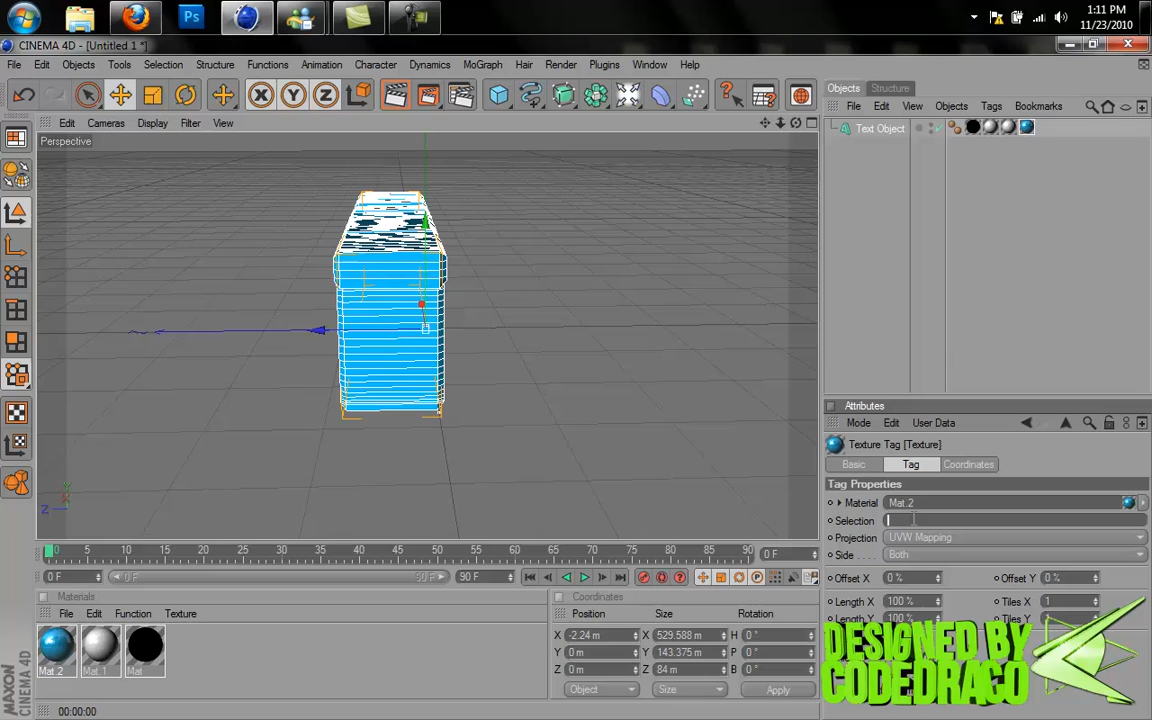 Ps
1:11 PM
11/23/2010
CINEMA 4D - [Untitled 1 *]
File Edit Objects Tools Selection Structure Functions Animation Character Dynamics MoGraph Hair Render Plugins Window Help
Objects Structure
X Y Z
File Edit View Objects Tags Bookmarks
Edit Cameras Display Filter View
Text Object
Perspective
Attributes
Mode Edit User Data
Texture Tag [Texture]
Basic Tag Coordinates
Tag Properties
Material Mat.2
Selection
Projection UVW Mapping
Side Both
Offset X 0 % Offset Y 0 %
Length X 100 % Tiles X 1
Length Y 100 % Tiles Y
Y
Z
0 5 10 15 20 25 30 35 40 45 50 55 60 65 70 75 80 85 90 0 F
0 F 0 F 90 F 90 F
Materials Coordinates
File Edit Function Texture
Position Size Rotation
X -2.24 m X 529.588 m H 0 °
Y 0 m Y 143.375 m P 0 °
Z 0 m Z 84 m B 0 °
Object Size Apply
Mat.2 Mat.1 Mat
DESIGNED BY
CODEDRAGO
MAXON
CINEMA 4D
00:00:00